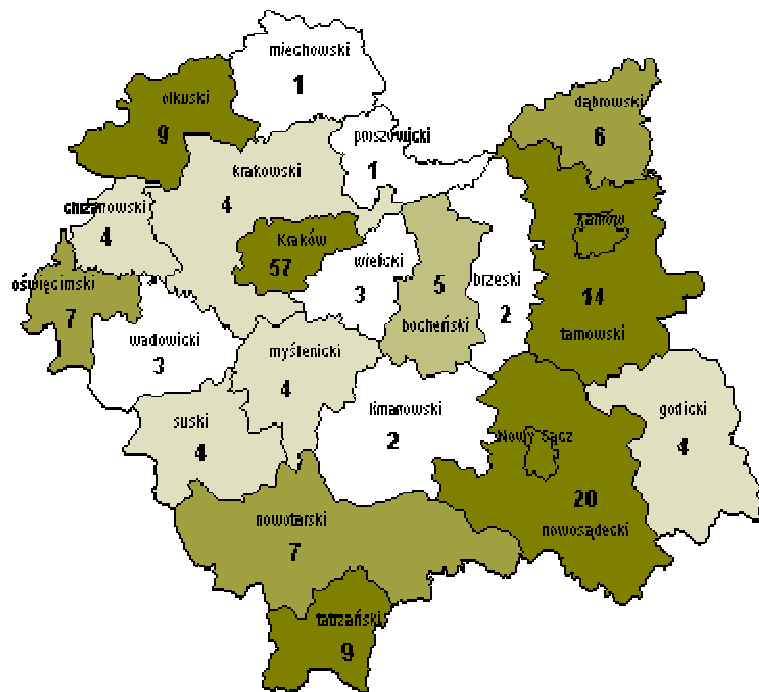 miechowski
1
olkuski
9
dąbrowski
6
proszowicki
1
krakowski
4
chrzanowski
4
Tarnów
Kraków
57
wielicki
3
5
bocheński
brzeski
2
14
tarnowski
oświęcimski
7
wadowicki
3
myślenicki
4
limanowski
2
suski
4
Nowy Sącz
20
nowosądecki
gorlicki
4
nowotarski
7
tatrzański
9